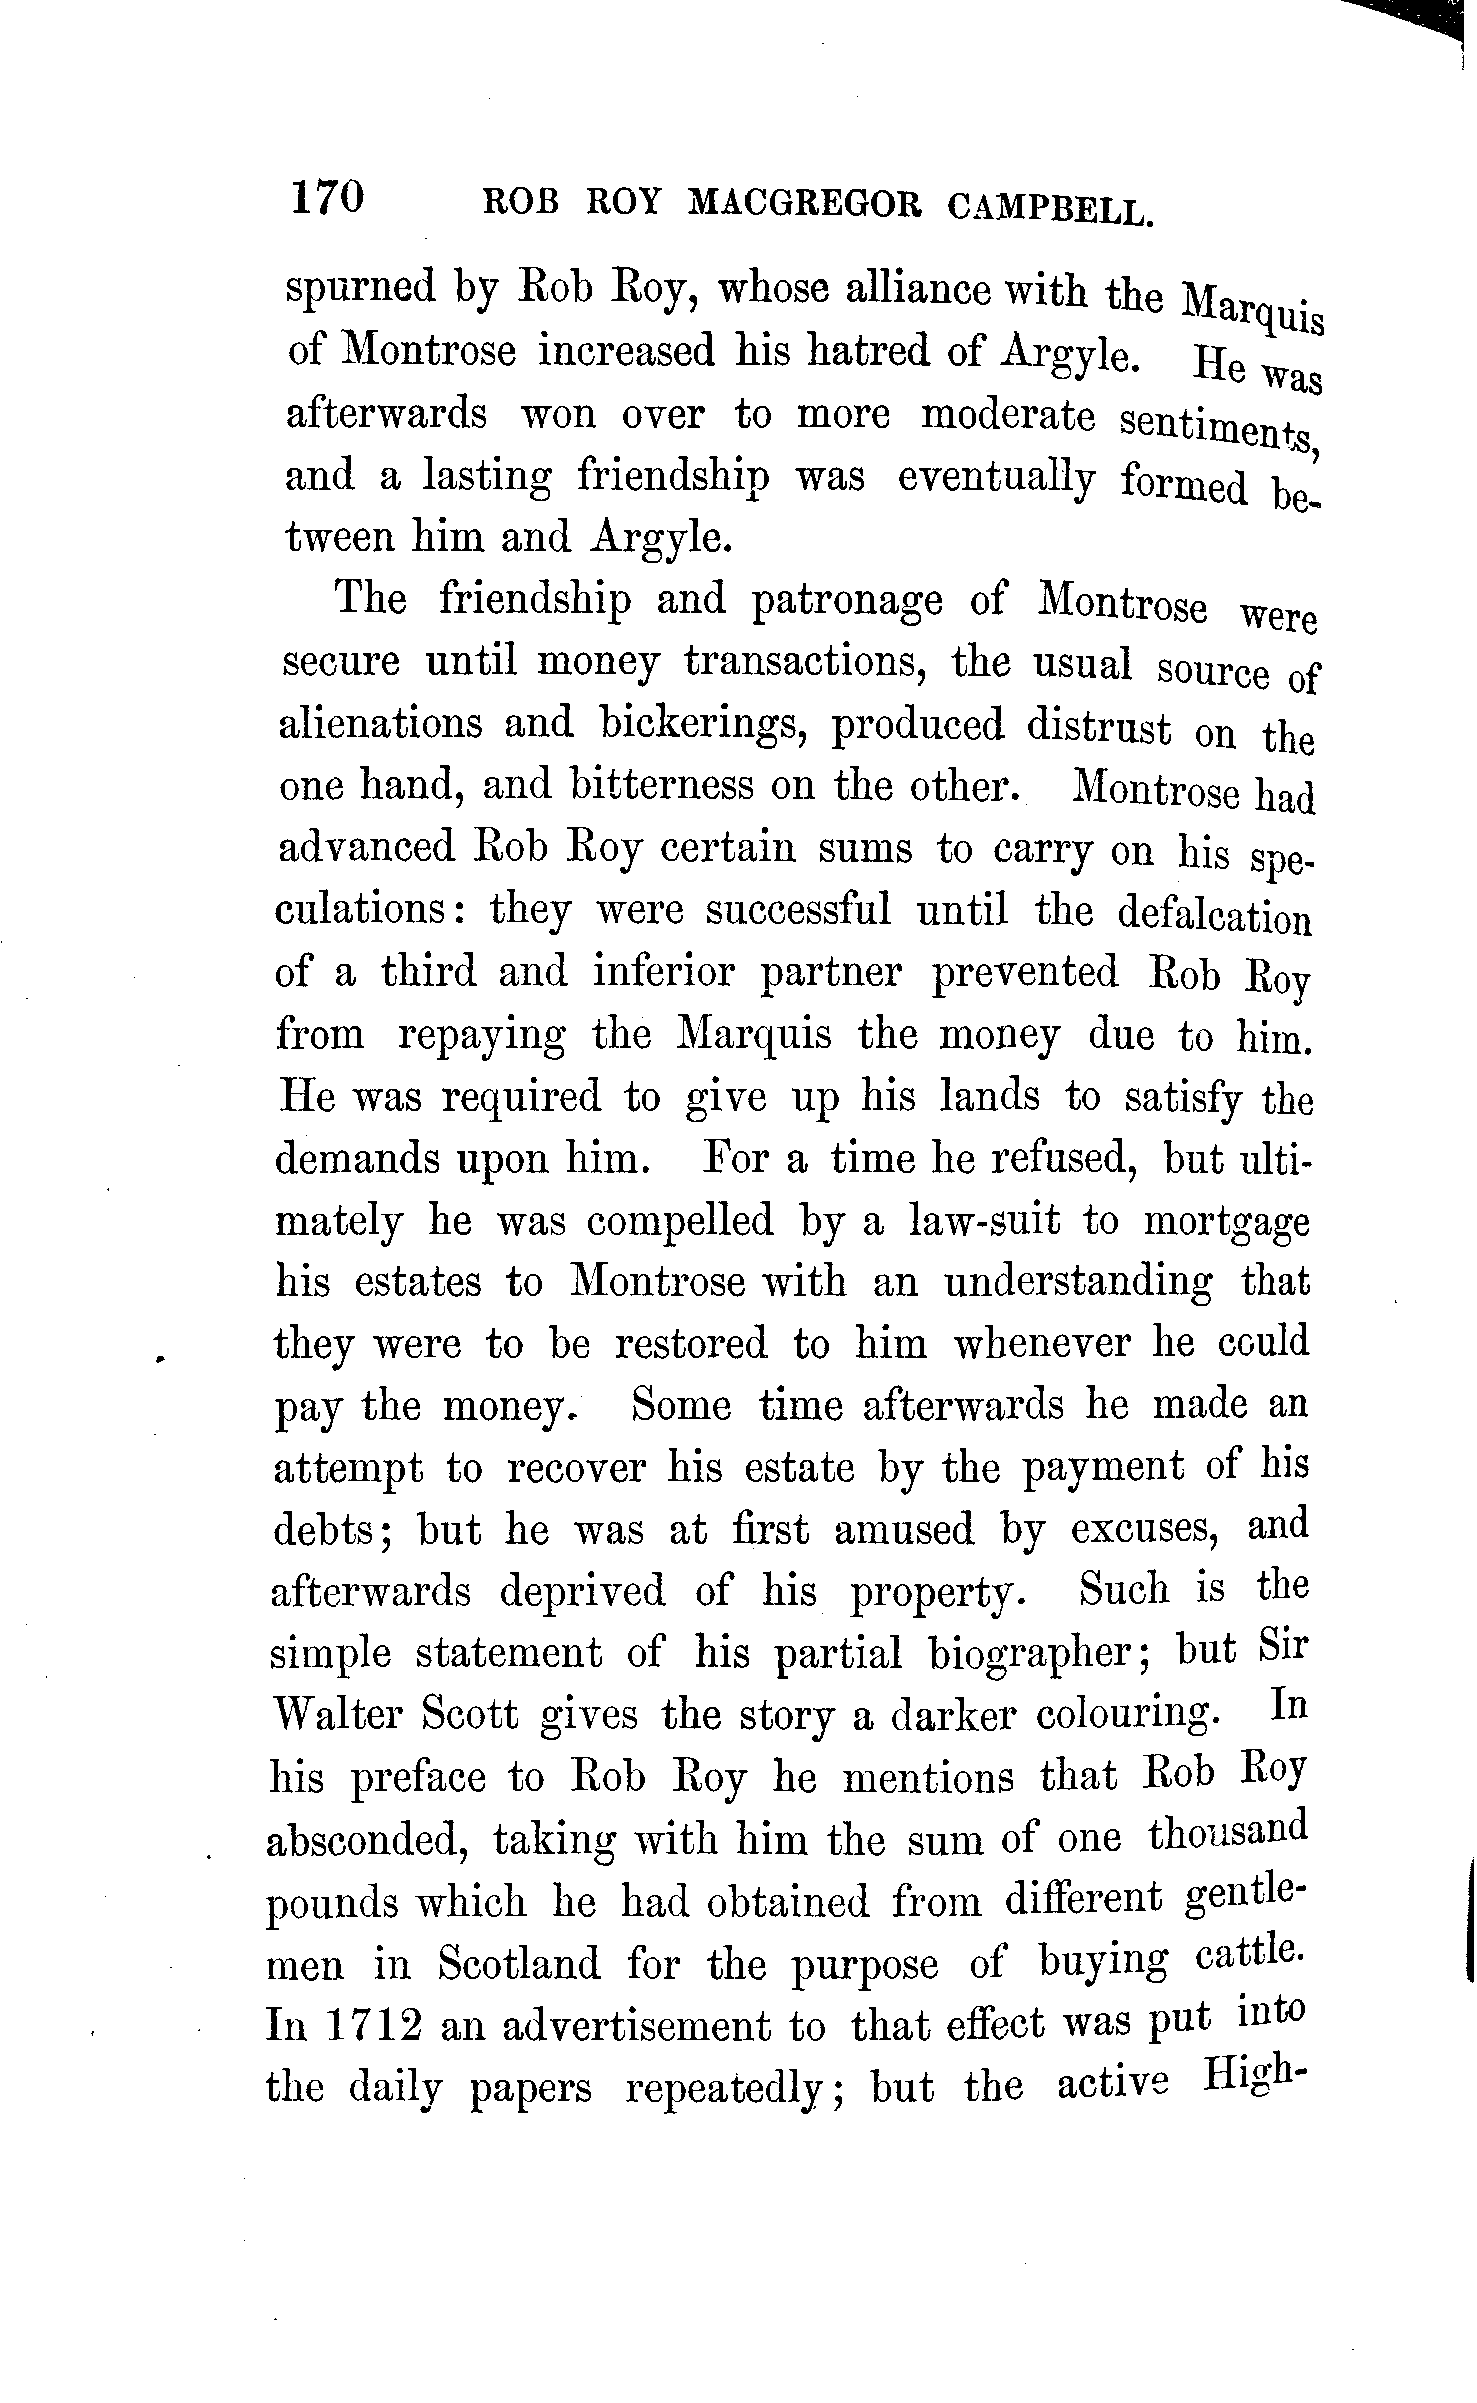 170 ROB ROY MACGREGOR CAMPBELL.
spurned by Rob Roy, whose alliance with the Marquis
of Montrose increased his hatred of Argyle. He was
afterwards won over to more moderate sentiments,
and a lasting friendship was eventually formed be-
tween him and Argyle.
The friendship and patronage of Montrose were
secure until money transactions, the usual source of
alienations and bickerings, produced distrust on the
one hand, and bitterness on the other. Montrose had
advanced Rob Roy certain sums to carry on his spe-
culations: they were successful until the defalcation
of a third and inferior partner prevented Rob Roy
from repaying the Marquis the money due to him.
He was required to give up his lands to satisfy the
demands upon him. For a time he refused, but ulti-
mately he was compelled by a law-suit to mortgage
his estates to Montrose with an understanding that
they were to be restored to him whenever he could
pay the money. Some time afterwards he made an
attempt to recover his estate by the payment of his
debts; but he was at first amused by excuses, and
afterwards deprived of his property. Such is the
simple statement of his partial biographer; but Sir
Walter Scott gives the story a darker colouring. In
his preface to Rob Roy he mentions that Rob Roy
absconded, taking with him the sum of one thousand
pounds which he had obtained from different gentle-
men in Scotland for the purpose of buying cattle.
In 1712 an advertisement to that effect was put into
the daily papers repeatedly; but the active High-